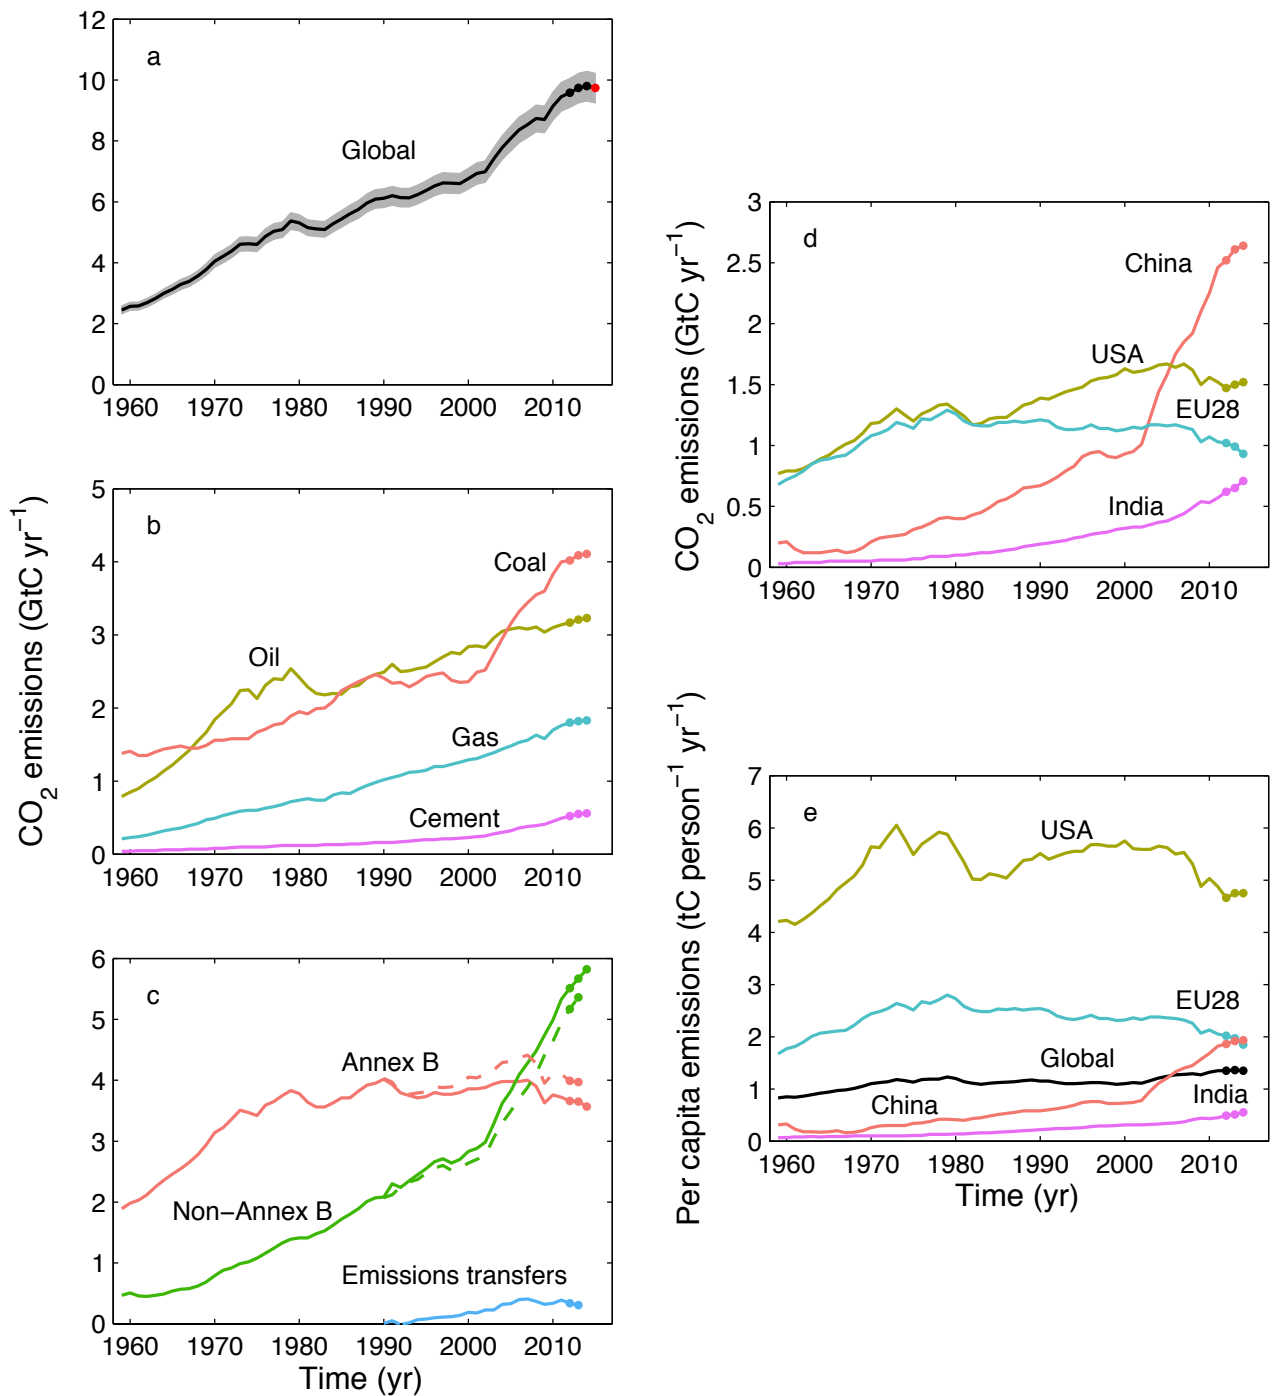 a
Global
12
10
8
6
4
2
0
1960 1970 1980 1990 2000 2010
CO₂ emissions (GtC yr⁻¹)
b
Coal
Oil
Gas
Cement
5
4
3
2
1
0
1960 1970 1980 1990 2000 2010
c
Annex B
Non−Annex B
Emissions transfers
6
5
4
3
2
1
0
1960 1970 1980 1990 2000 2010
Time (yr)
CO₂ emissions (GtC yr⁻¹)
d
China
USA
EU28
India
3
2.5
2
1.5
1
0.5
0
1960 1970 1980 1990 2000 2010
Per capita emissions (tC person⁻¹ yr⁻¹)
e
USA
EU28
Global
China
India
7
6
5
4
3
2
1
0
1960 1970 1980 1990 2000 2010
Time (yr)